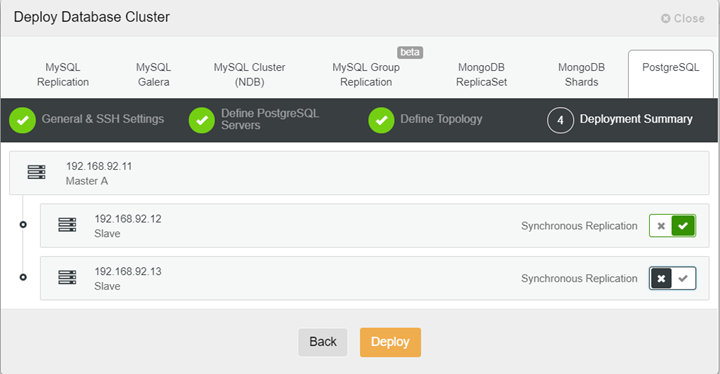 Deploy Database Cluster
Close
MySQL
Replication
MySQL
Galera
MySQL Cluster
(NDB)
beta
MySQL Group
Replication
MongoDB
ReplicaSet
MongoDB
Shards
PostgreSQL
General & SSH Settings
Define PostgreSQL
Servers
Define Topology
4
Deployment Summary
192.168.92.11
Master A
192.168.92.12
Slave
Synchronous Replication
192.168.92.13
Slave
Synchronous Replication
Back
Deploy